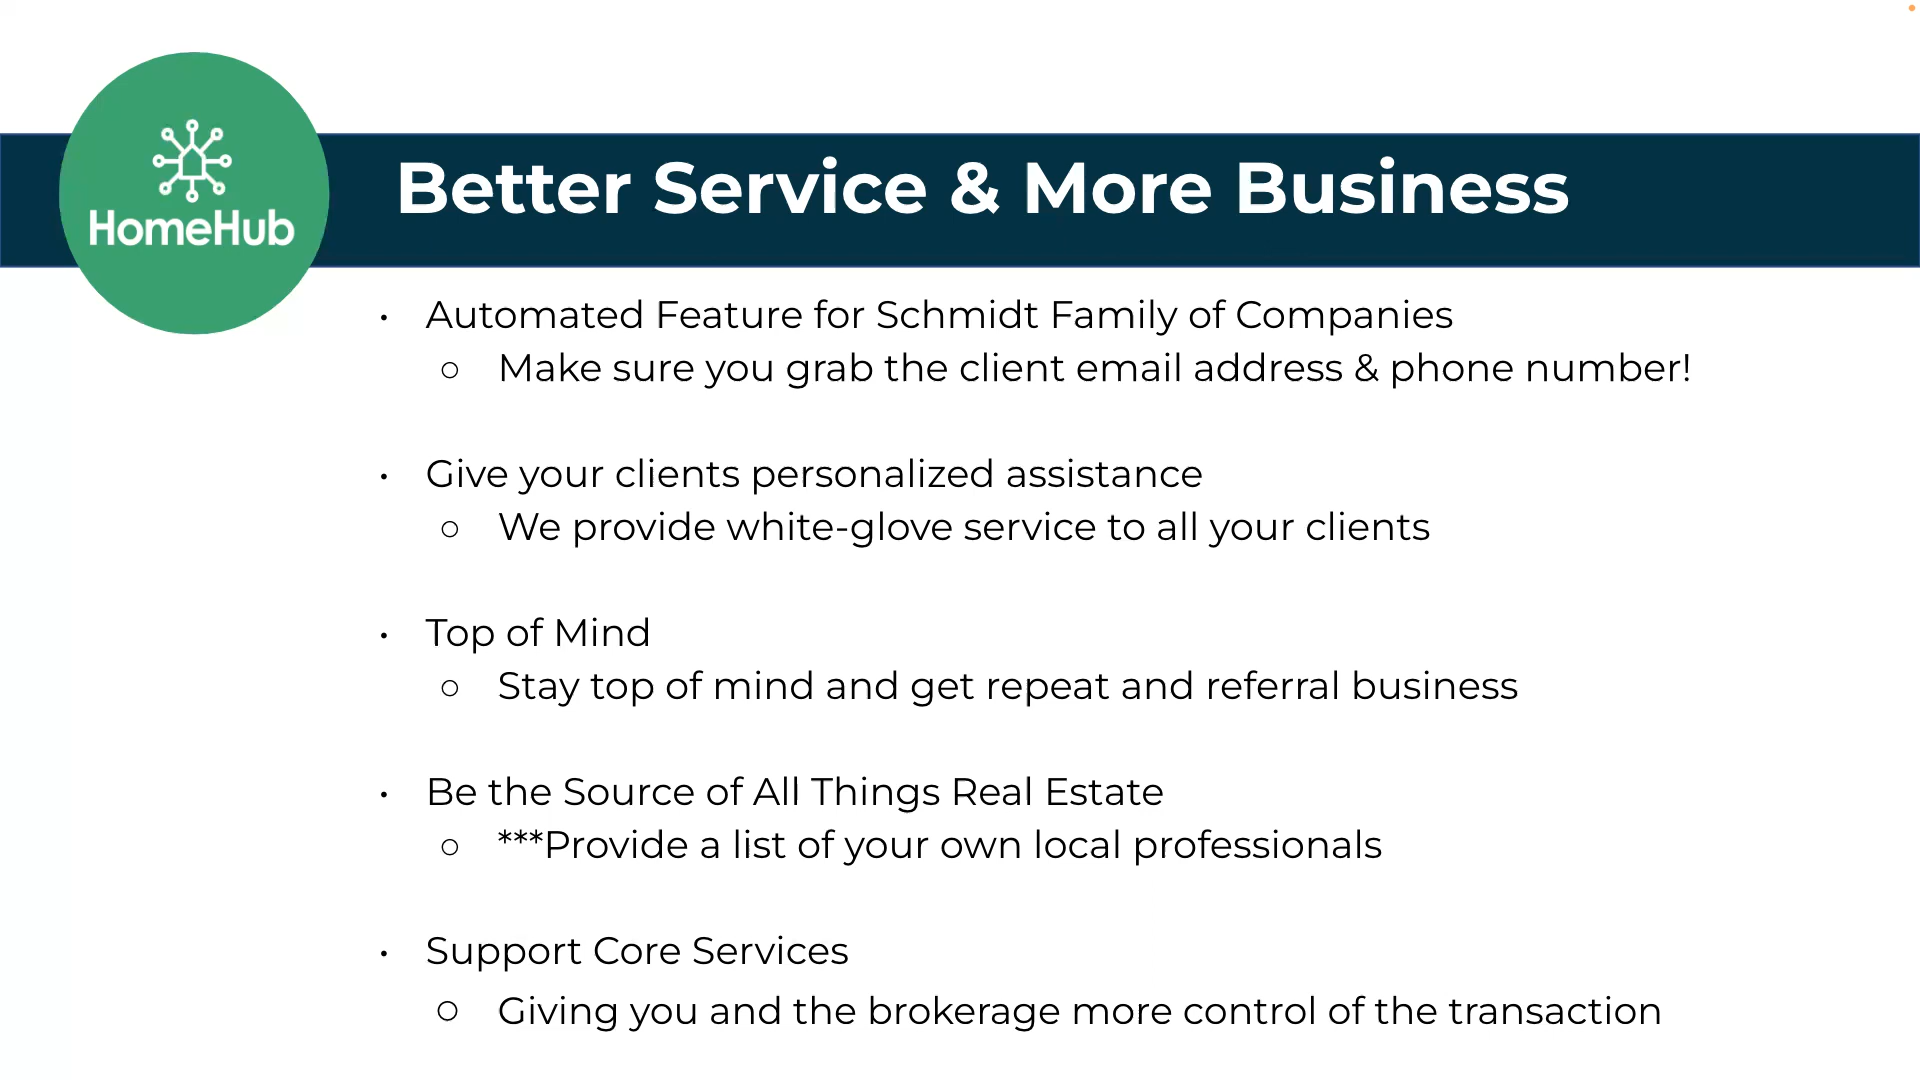 HomeHub
Better Service & More Business
• Automated Feature for Schmidt Family of Companies
○ Make sure you grab the client email address & phone number!
• Give your clients personalized assistance
○ We provide white-glove service to all your clients
• Top of Mind
○ Stay top of mind and get repeat and referral business
• Be the Source of All Things Real Estate
○ ***Provide a list of your own local professionals
• Support Core Services
○ Giving you and the brokerage more control of the transaction